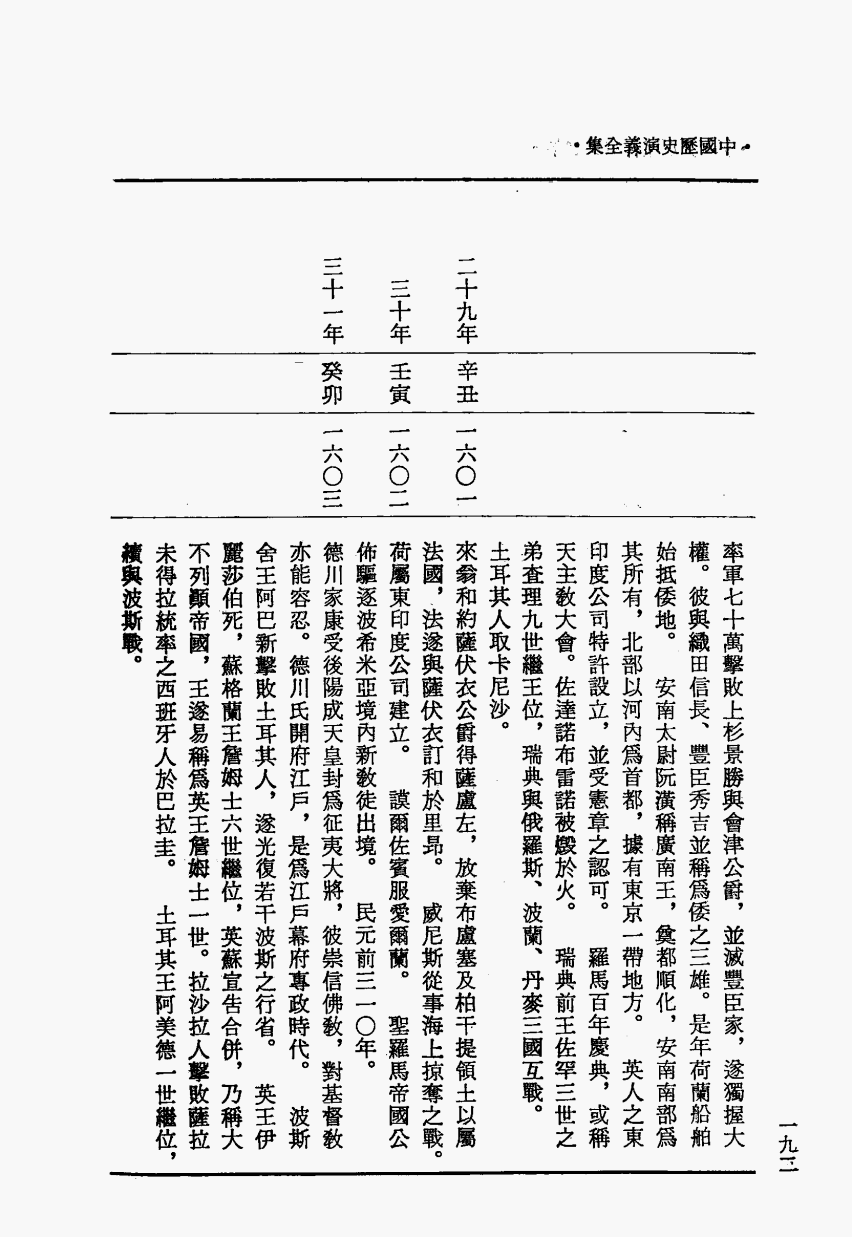 •中國歷史演義全集•
率軍七十萬擊敗上杉景勝與會津公爵，並滅豐臣家，遂獨握大
權。彼與織田信長、豐臣秀吉並稱爲倭之三雄。是年荷蘭船舶
始抵倭地。　安南太尉阮潢稱廣南王，奠都順化，安南南部爲
其所有，北部以河內爲首都，據有東京一帶地方。　英人之東
印度公司特許設立，並受憲章之認可。　羅馬百年慶典，或稱
天主教大會。佐達諾布雷諾被燬於火。　瑞典前王佐罕三世之
弟查理九世繼王位，瑞典與俄羅斯、波蘭、丹麥三國互戰。
土耳其人取卡尼沙。
二十九年　辛丑　一六〇一　來翁和約薩伏衣公爵得薩盧左，放棄布盧塞及柏干提領土以屬
法國，法遂與薩伏衣訂和於里昂。　威尼斯從事海上掠奪之戰。
三十年　壬寅　一六〇二　荷屬東印度公司建立。　謨爾佐賓服愛爾蘭。　聖羅馬帝國公
佈驅逐波希米亞境內新教徒出境。　民元前三一〇年。
三十一年　癸卯　一六〇三　德川家康受後陽成天皇封爲征夷大將，彼崇信佛教，對基督教
亦能容忍。德川氏開府江戶，是爲江戶幕府專政時代。　波斯
舍王阿巴新擊敗土耳其人，遂光復若干波斯之行省。　英王伊
麗莎伯死，蘇格蘭王詹姆士六世繼位，英蘇宣告合併，乃稱大
不列顛帝國，王遂易稱爲英王詹姆士一世。拉沙拉人擊敗薩拉
未得拉統率之西班牙人於巴拉圭。　土耳其王阿美德一世繼位，
續與波斯戰。